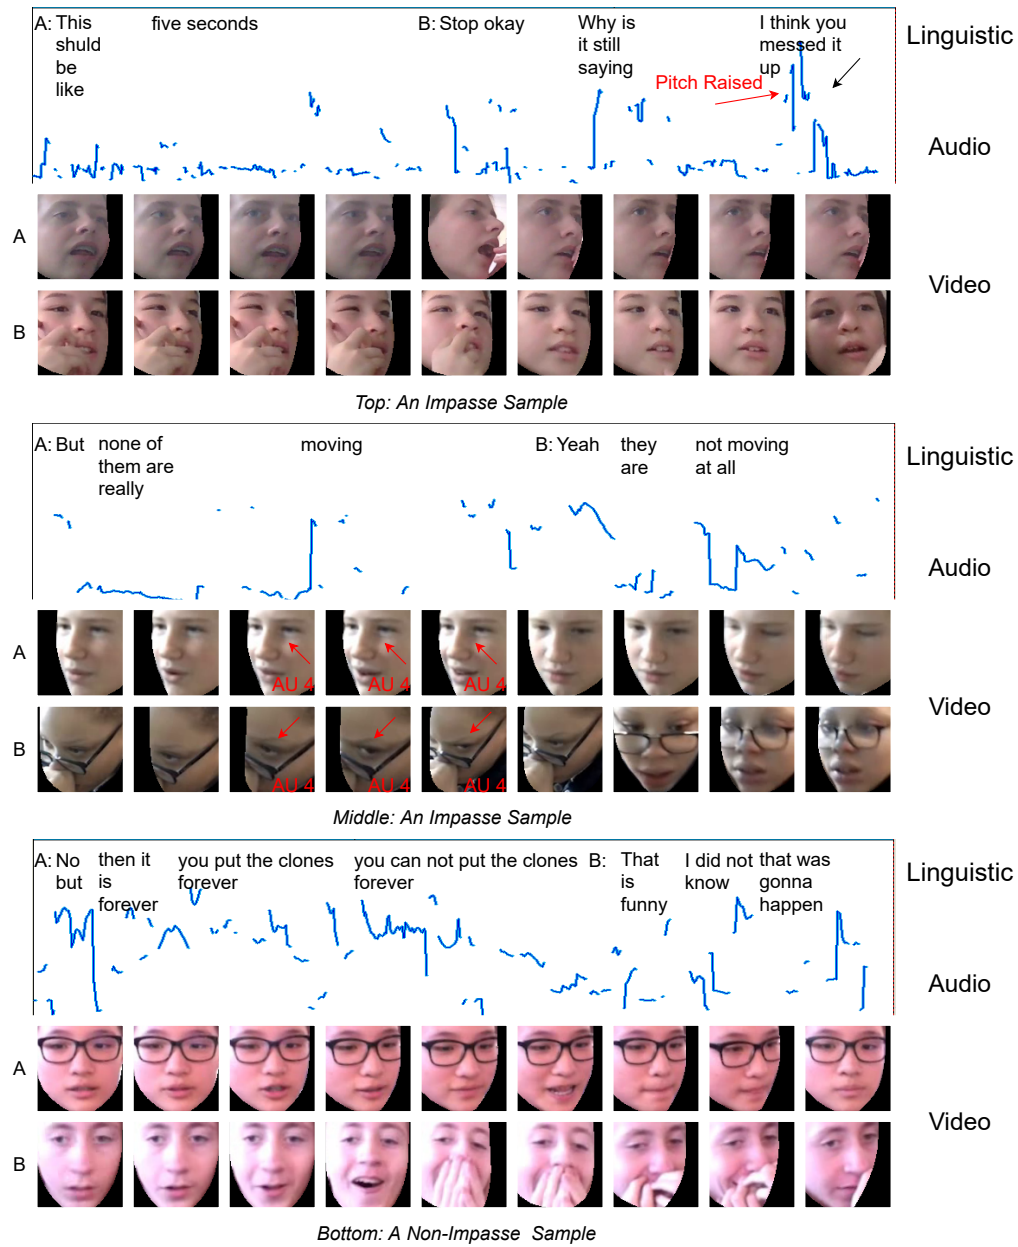 A: This
shuld
be
like
five seconds
B: Stop okay
Why is
it still
saying
I think you
messed it
up
Linguistic
Pitch Raised
Audio
A
Video
B
Top: An Impasse Sample
A: But
none of
them are
really
moving
B: Yeah
they
are
not moving
at all
Linguistic
Audio
A
AU 4
AU 4
AU 4
Video
B
AU 4
AU 4
AU 4
Middle: An Impasse Sample
A: No
but
then it
is
forever
you put the clones
forever
you can not put the clones
forever
B: That
is
funny
I did not
know
that was
gonna
happen
Linguistic
Audio
A
Video
B
Bottom: A Non-Impasse Sample